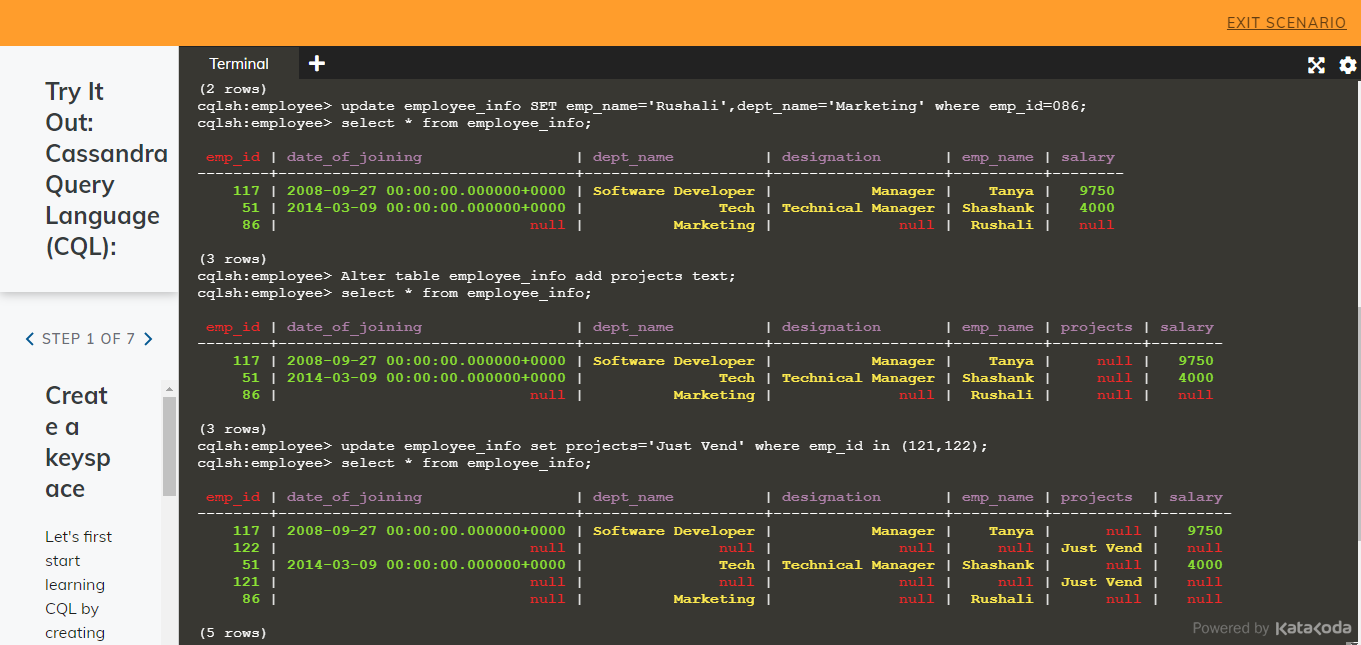 EXIT SCENARIO
Try It
Out:
Cassandra
Query
Language
(CQL):
STEP 1 OF 7
Creat
e a
keysp
ace
Let's first
start
learning
CQL by
creating
Terminal
(2 rows)
cqlsh:employee> update employee_info SET emp_name='Rushali',dept_name='Marketing' where emp_id=086;
cqlsh:employee> select * from employee_info;
emp_id | date_of_joining | dept_name | designation | emp_name | salary
--------+---------------------------------+--------------------+-------------------+----------+--------
117 | 2008-09-27 00:00:00.000000+0000 | Software Developer | Manager | Tanya | 9750
51 | 2014-03-09 00:00:00.000000+0000 | Tech | Technical Manager | Shashank | 4000
86 | null | Marketing | null | Rushali | null
(3 rows)
cqlsh:employee> Alter table employee_info add projects text;
cqlsh:employee> select * from employee_info;
emp_id | date_of_joining | dept_name | designation | emp_name | projects | salary
--------+---------------------------------+--------------------+-------------------+----------+----------+--------
117 | 2008-09-27 00:00:00.000000+0000 | Software Developer | Manager | Tanya | null | 9750
51 | 2014-03-09 00:00:00.000000+0000 | Tech | Technical Manager | Shashank | null | 4000
86 | null | Marketing | null | Rushali | null | null
(3 rows)
cqlsh:employee> update employee_info set projects='Just Vend' where emp_id in (121,122);
cqlsh:employee> select * from employee_info;
emp_id | date_of_joining | dept_name | designation | emp_name | projects | salary
--------+---------------------------------+--------------------+-------------------+----------+-----------+--------
117 | 2008-09-27 00:00:00.000000+0000 | Software Developer | Manager | Tanya | null | 9750
122 | null | null | null | null | Just Vend | null
51 | 2014-03-09 00:00:00.000000+0000 | Tech | Technical Manager | Shashank | null | 4000
121 | null | null | null | null | Just Vend | null
86 | null | Marketing | null | Rushali | null | null
(5 rows)
Powered by Katakoda